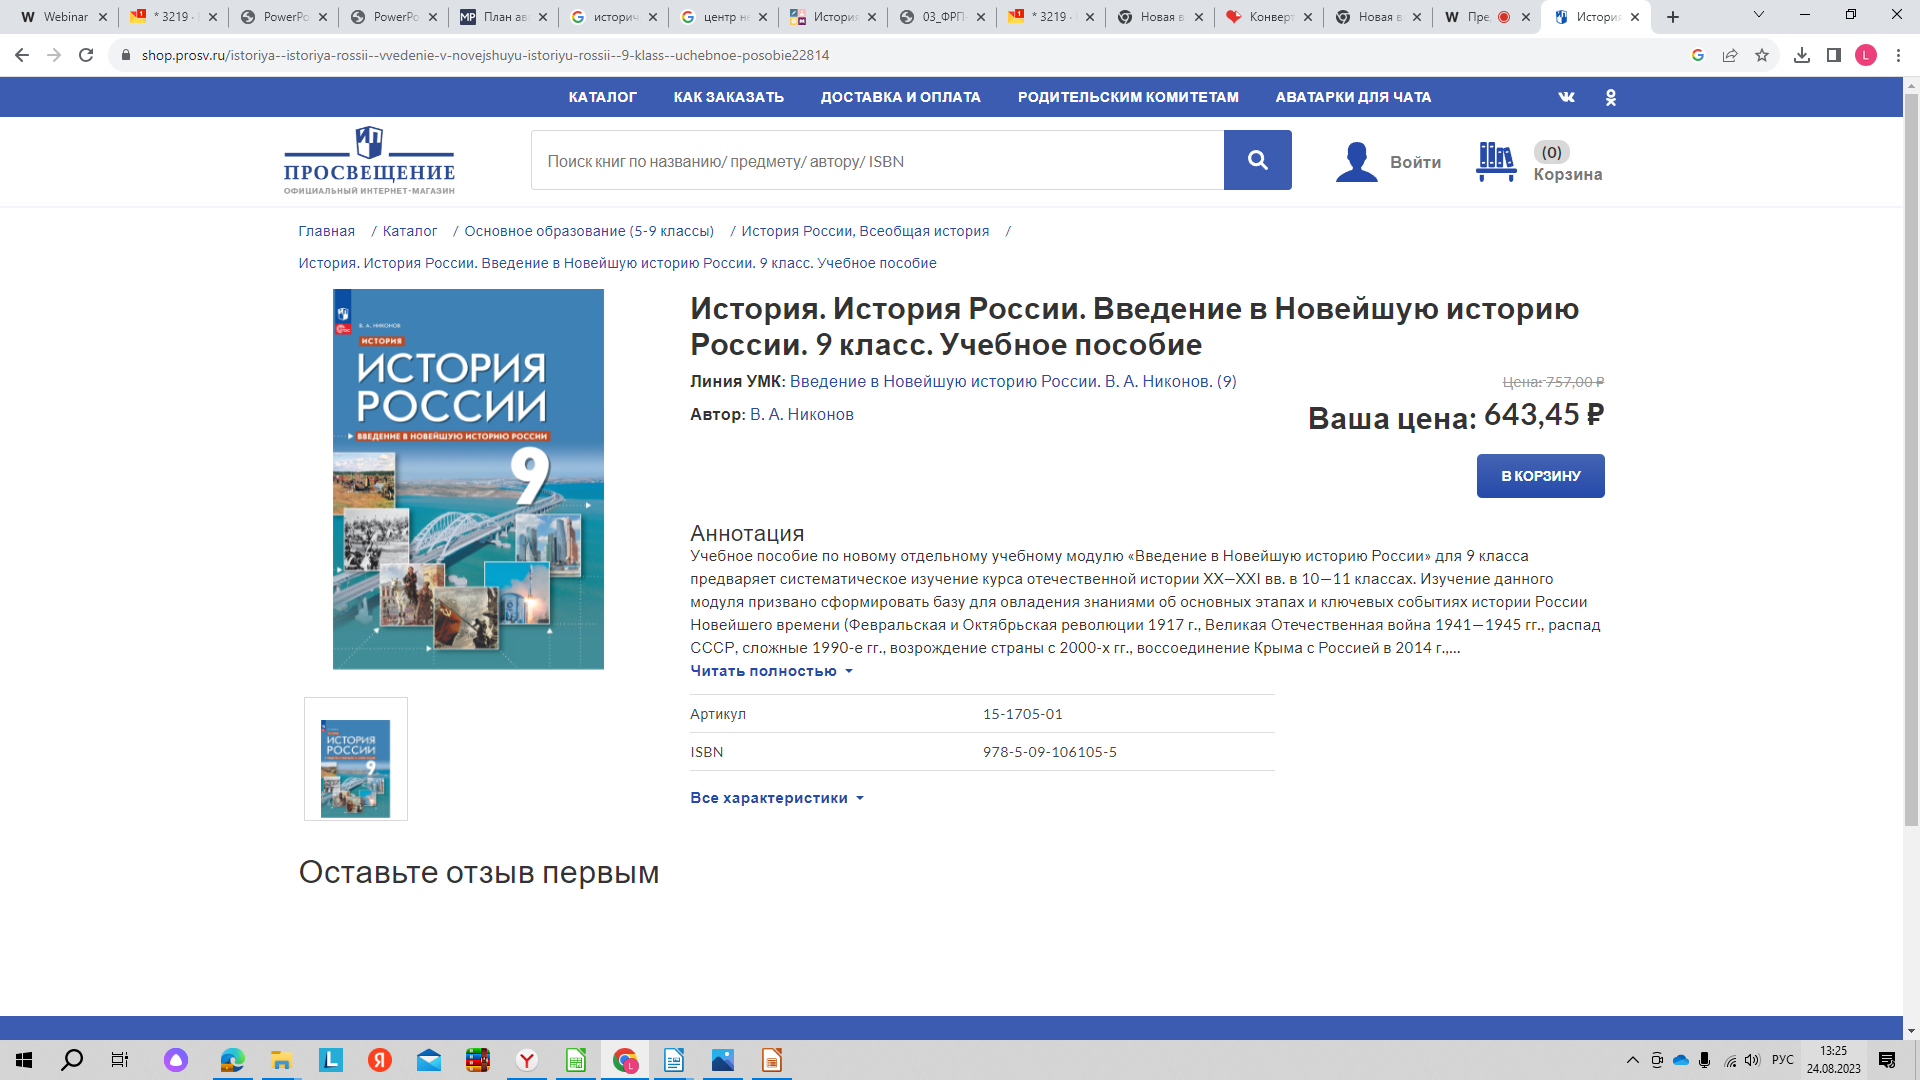 Webinar
* 3219 ·
PowerPo
PowerPo
План ав
историч
центр не
История
03_ФРП
* 3219 ·
Новая в
Конверт
Новая в
Пре
История
shop.prosv.ru/istoriya--istoriya-rossii--vvedenie-v-novejshuyu-istoriyu-rossii--9-klass--uchebnoe-posobie22814
КАТАЛОГ
КАК ЗАКАЗАТЬ
ДОСТАВКА И ОПЛАТА
РОДИТЕЛЬСКИМ КОМИТЕТАМ
АВАТАРКИ ДЛЯ ЧАТА
ПРОСВЕЩЕНИЕ
ОФИЦИАЛЬНЫЙ ИНТЕРНЕТ-МАГАЗИН
Поиск книг по названию/ предмету/ автору/ ISBN
Войти
(0)
Корзина
Главная / Каталог / Основное образование (5-9 классы) / История России, Всеобщая история /
История. История России. Введение в Новейшую историю России. 9 класс. Учебное пособие
В. А. НИКОНОВ
ИСТОРИЯ
ИСТОРИЯ
РОССИИ
ВВЕДЕНИЕ В НОВЕЙШУЮ ИСТОРИЮ РОССИИ
9
История. История России. Введение в Новейшую историю
России. 9 класс. Учебное пособие
Линия УМК: Введение в Новейшую историю России. В. А. Никонов. (9)
Автор: В. А. Никонов
Цена: 757,00 ₽
Ваша цена: 643,45 ₽
В КОРЗИНУ
Аннотация
Учебное пособие по новому отдельному учебному модулю «Введение в Новейшую историю России» для 9 класса
предваряет систематическое изучение курса отечественной истории XX—XXI вв. в 10—11 классах. Изучение данного
модуля призвано сформировать базу для овладения знаниями об основных этапах и ключевых событиях истории России
Новейшего времени (Февральская и Октябрьская революции 1917 г., Великая Отечественная война 1941—1945 гг., распад
СССР, сложные 1990-е гг., возрождение страны с 2000-х гг., воссоединение Крыма с Россией в 2014 г.,...
Читать полностью
Артикул 15-1705-01
ISBN 978-5-09-106105-5
Все характеристики
ИСТОРИЯ
РОССИИ
9
Оставьте отзыв первым
РУС
13:25
24.08.2023